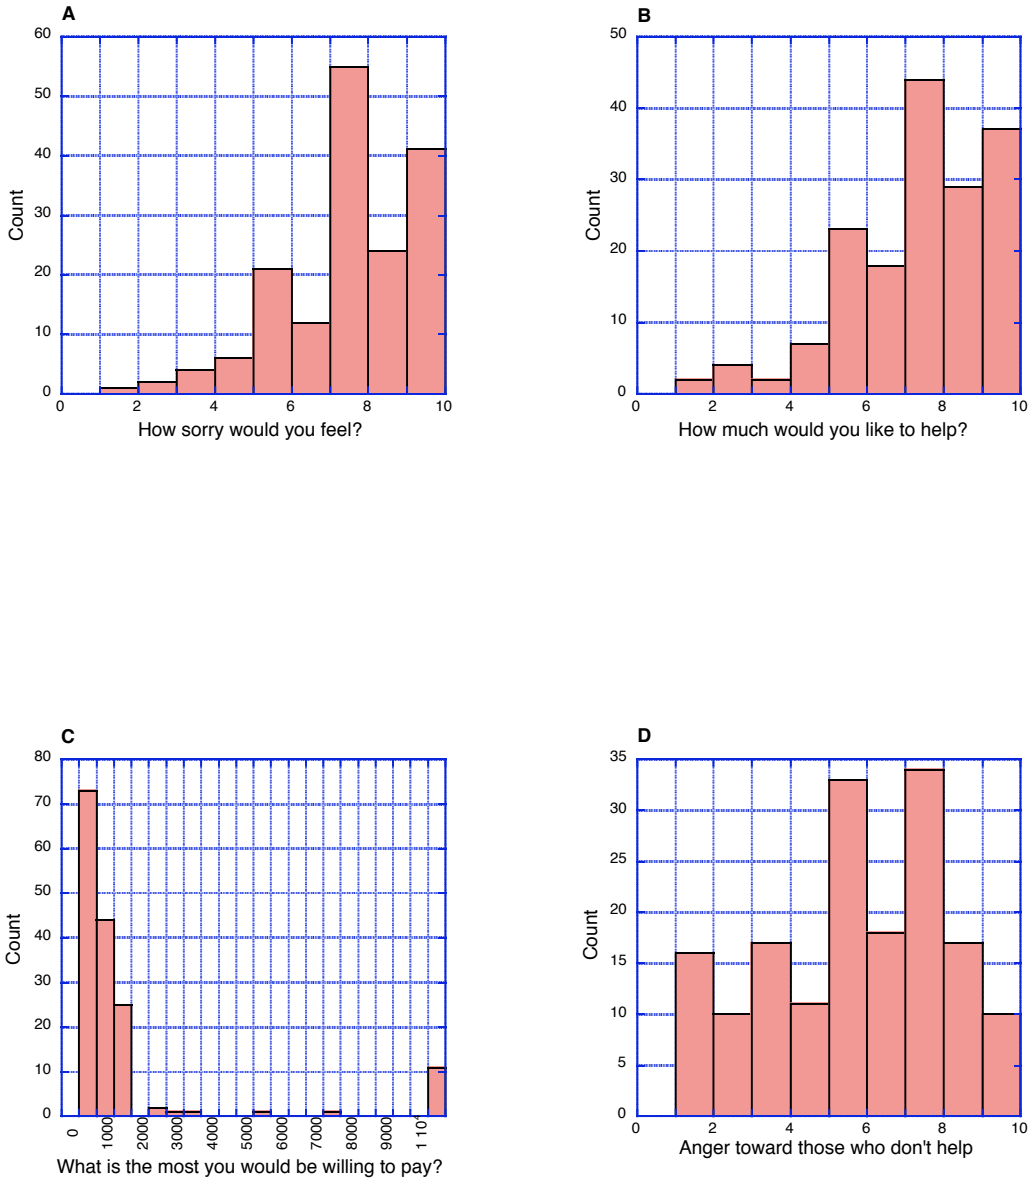 A
60
50
40
30
20
10
0
Count
0 2 4 6 8 10
How sorry would you feel?
B
50
40
30
20
10
0
Count
0 2 4 6 8 10
How much would you like to help?
C
80
70
60
50
40
30
20
10
0
Count
0 1000 2000 3000 4000 5000 6000 7000 8000 9000 1 10⁴
What is the most you would be willing to pay?
D
35
30
25
20
15
10
5
0
Count
0 2 4 6 8 10
Anger toward those who don't help